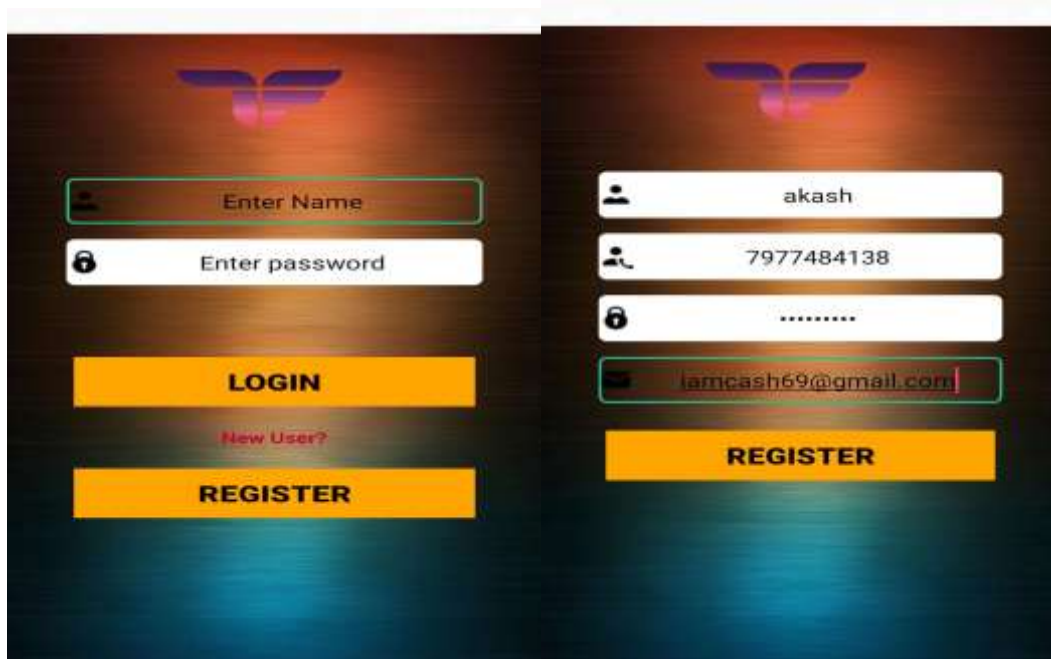 Enter Name
Enter password
LOGIN
New User?
REGISTER
akash
7977484138
•••••••••
iamcash69@gmail.com
REGISTER